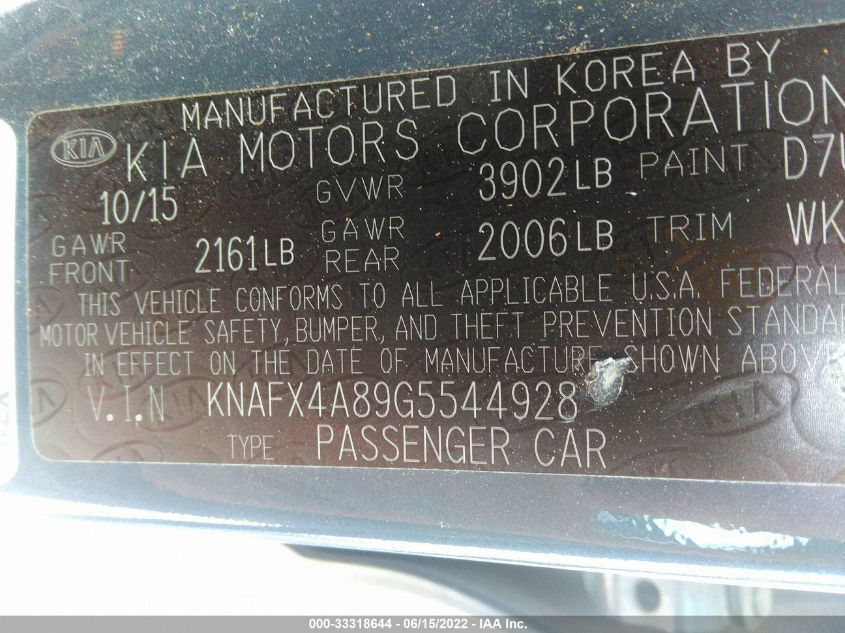 MANUFACTURED IN KOREA BY
KIA KIA MOTORS CORPORATION
10/15 GVWR 3902LB PAINT
GAWR FRONT 2161LB GAWR REAR 2006LB TRIM WK
THIS VEHICLE CONFORMS TO ALL APPLICABLE U.S.A. FEDERAL
MOTOR VEHICLE SAFETY, BUMPER, AND THEFT PREVENTION
IN EFFECT ON THE DATE OF MANUFACTURE SHOWN ABOVE
V.I.N KNAFX4A89G5544928
TYPE PASSENGER CAR
000-33318644 - 06/15/2022 - IAA Inc.